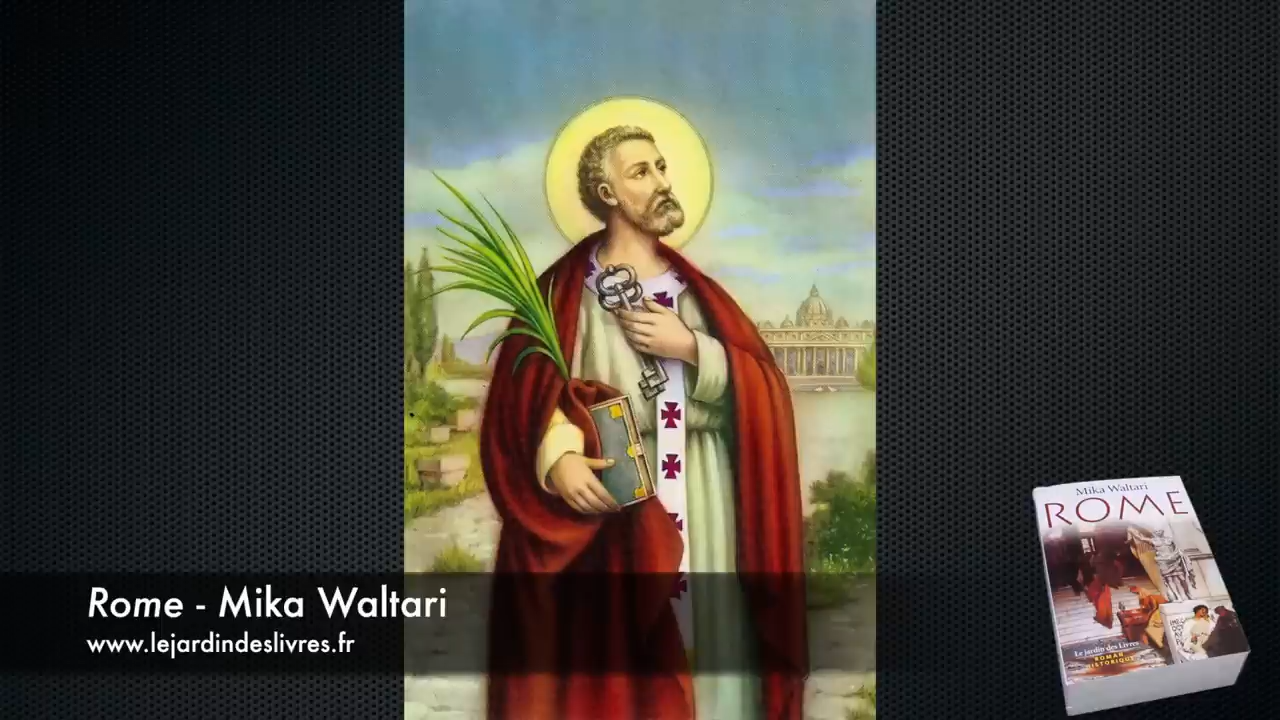 Rome - Mika Waltari
www.lejardindeslivres.fr
Mika Waltari
ROME
Le jardin des Livres
ROMAN
HISTORIQUE